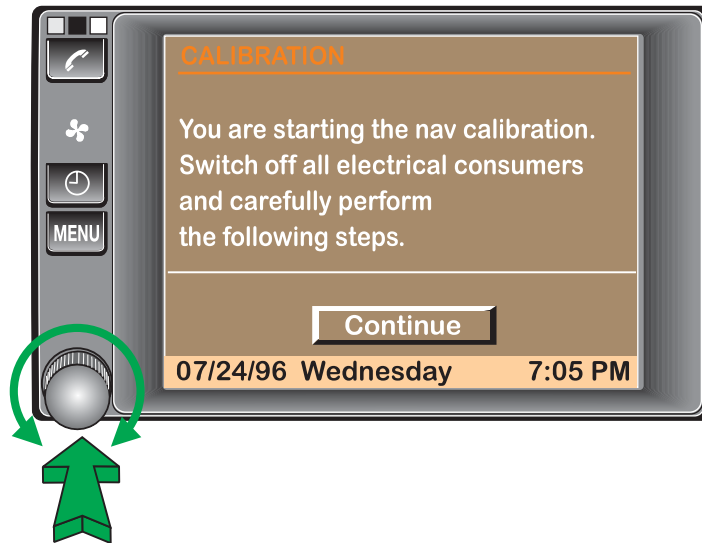 CALIBRATION
You are starting the nav calibration.
Switch off all electrical consumers
and carefully perform
the following steps.
MENU
Continue
07/24/96 Wednesday 7:05 PM